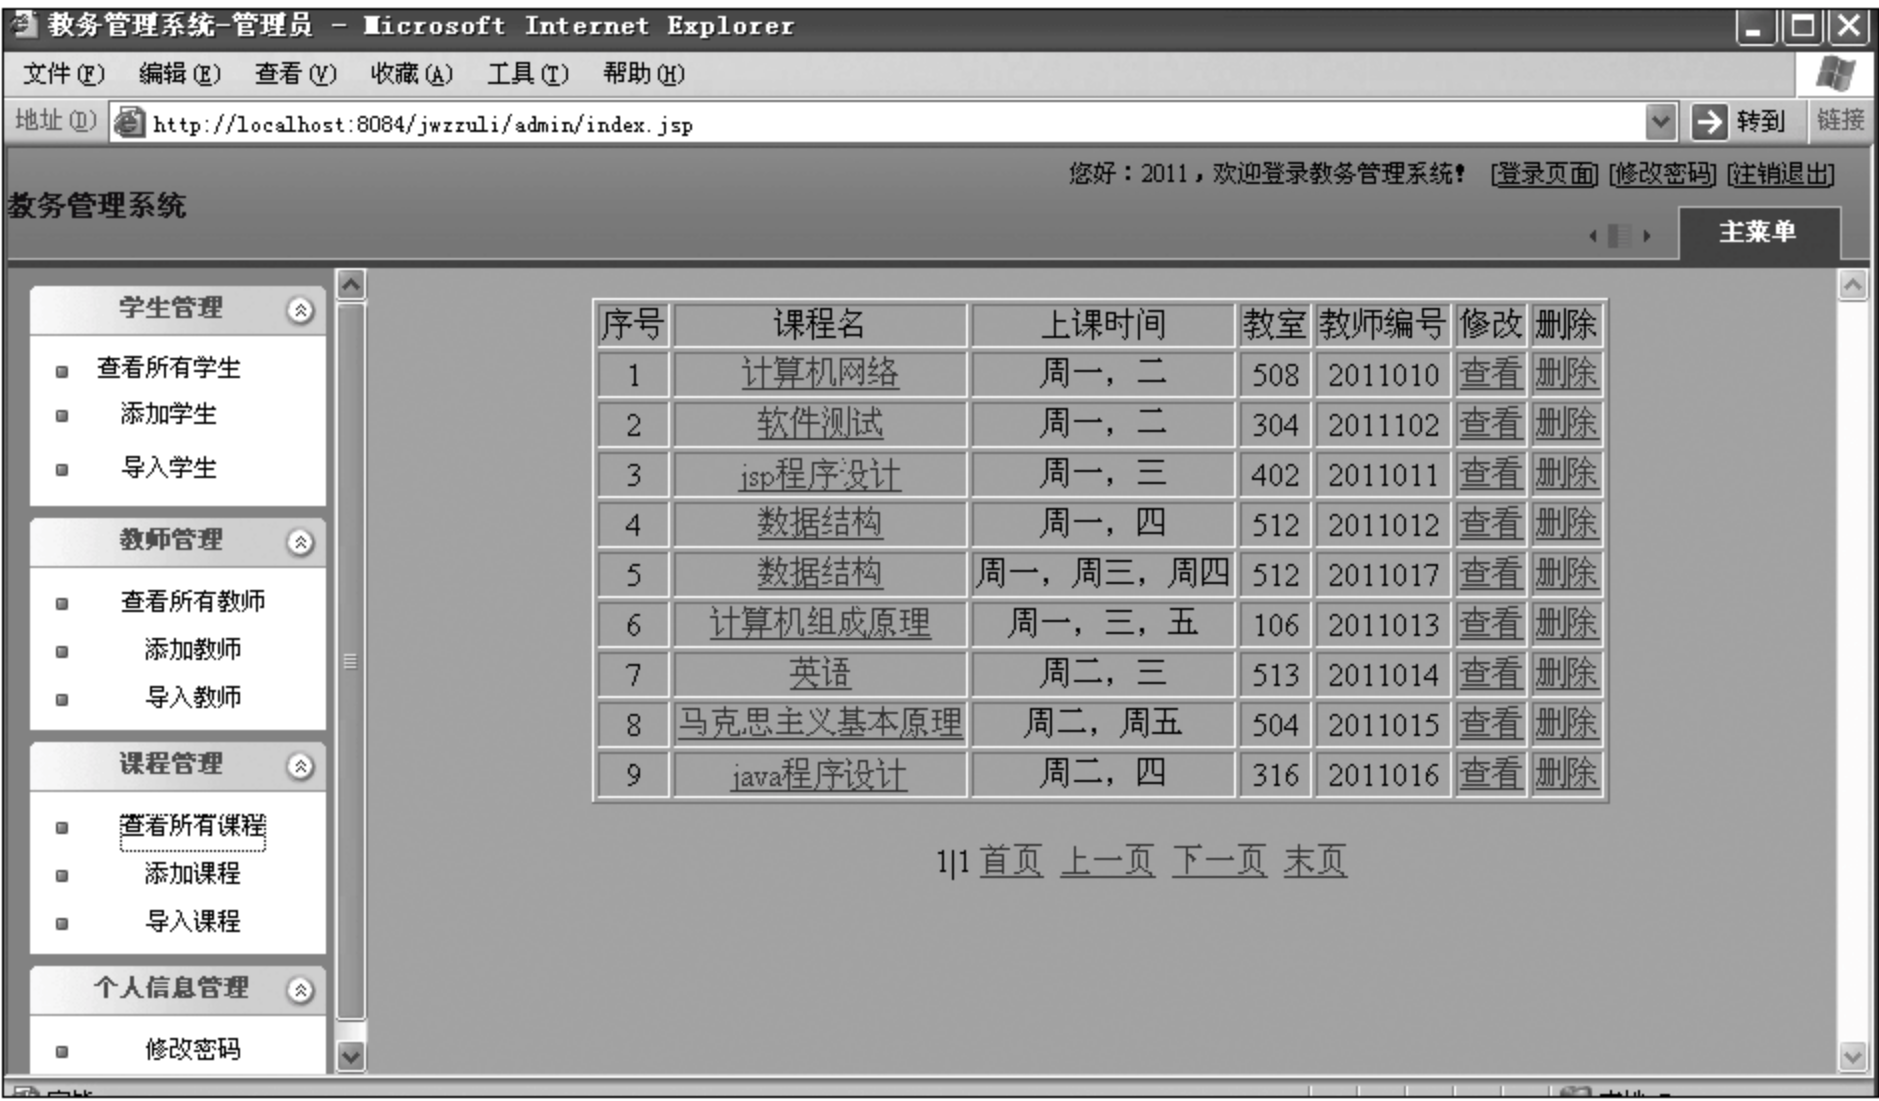 教务管理系统-管理员 - Microsoft Internet Explorer
文件(F) 编辑(E) 查看(V) 收藏(A) 工具(T) 帮助(H)
地址(D) http://localhost:8084/jwzzuli/admin/index.jsp 转到 链接
您好：2011，欢迎登录教务管理系统！ [登录页面] [修改密码] [注销退出]
教务管理系统
主菜单
学生管理
查看所有学生
添加学生
导入学生
教师管理
查看所有教师
添加教师
导入教师
课程管理
查看所有课程
添加课程
导入课程
个人信息管理
修改密码
序号 课程名 上课时间 教室 教师编号 修改 删除
1 计算机网络 周一，二 508 2011010 查看 删除
2 软件测试 周一，二 304 2011102 查看 删除
3 jsp程序设计 周一，三 402 2011011 查看 删除
4 数据结构 周一，四 512 2011012 查看 删除
5 数据结构 周一，周三，周四 512 2011017 查看 删除
6 计算机组成原理 周一，三，五 106 2011013 查看 删除
7 英语 周二，三 513 2011014 查看 删除
8 马克思主义基本原理 周二，周五 504 2011015 查看 删除
9 java程序设计 周二，四 316 2011016 查看 删除
1|1 首页 上一页 下一页 末页